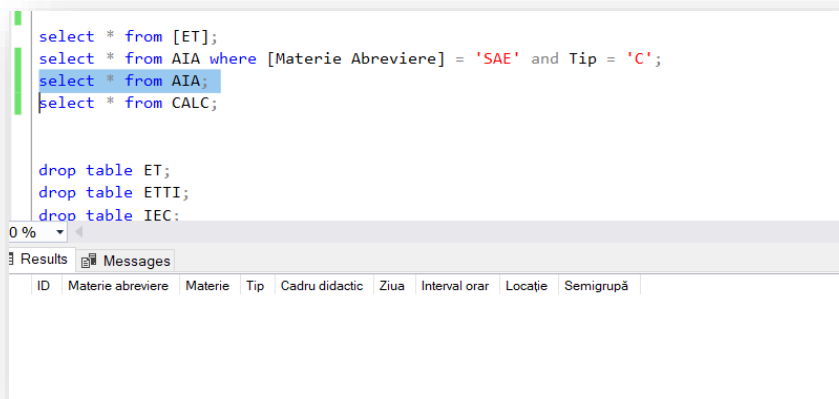 select * from [ET];
select * from AIA where [Materie Abreviere] = 'SAE' and Tip = 'C';
select * from AIA;
select * from CALC;
drop table ET;
drop table ETTI;
drop table IEC;
0 %
Results Messages
ID Materie abreviere Materie Tip Cadru didactic Ziua Interval orar Locație Semigrupă